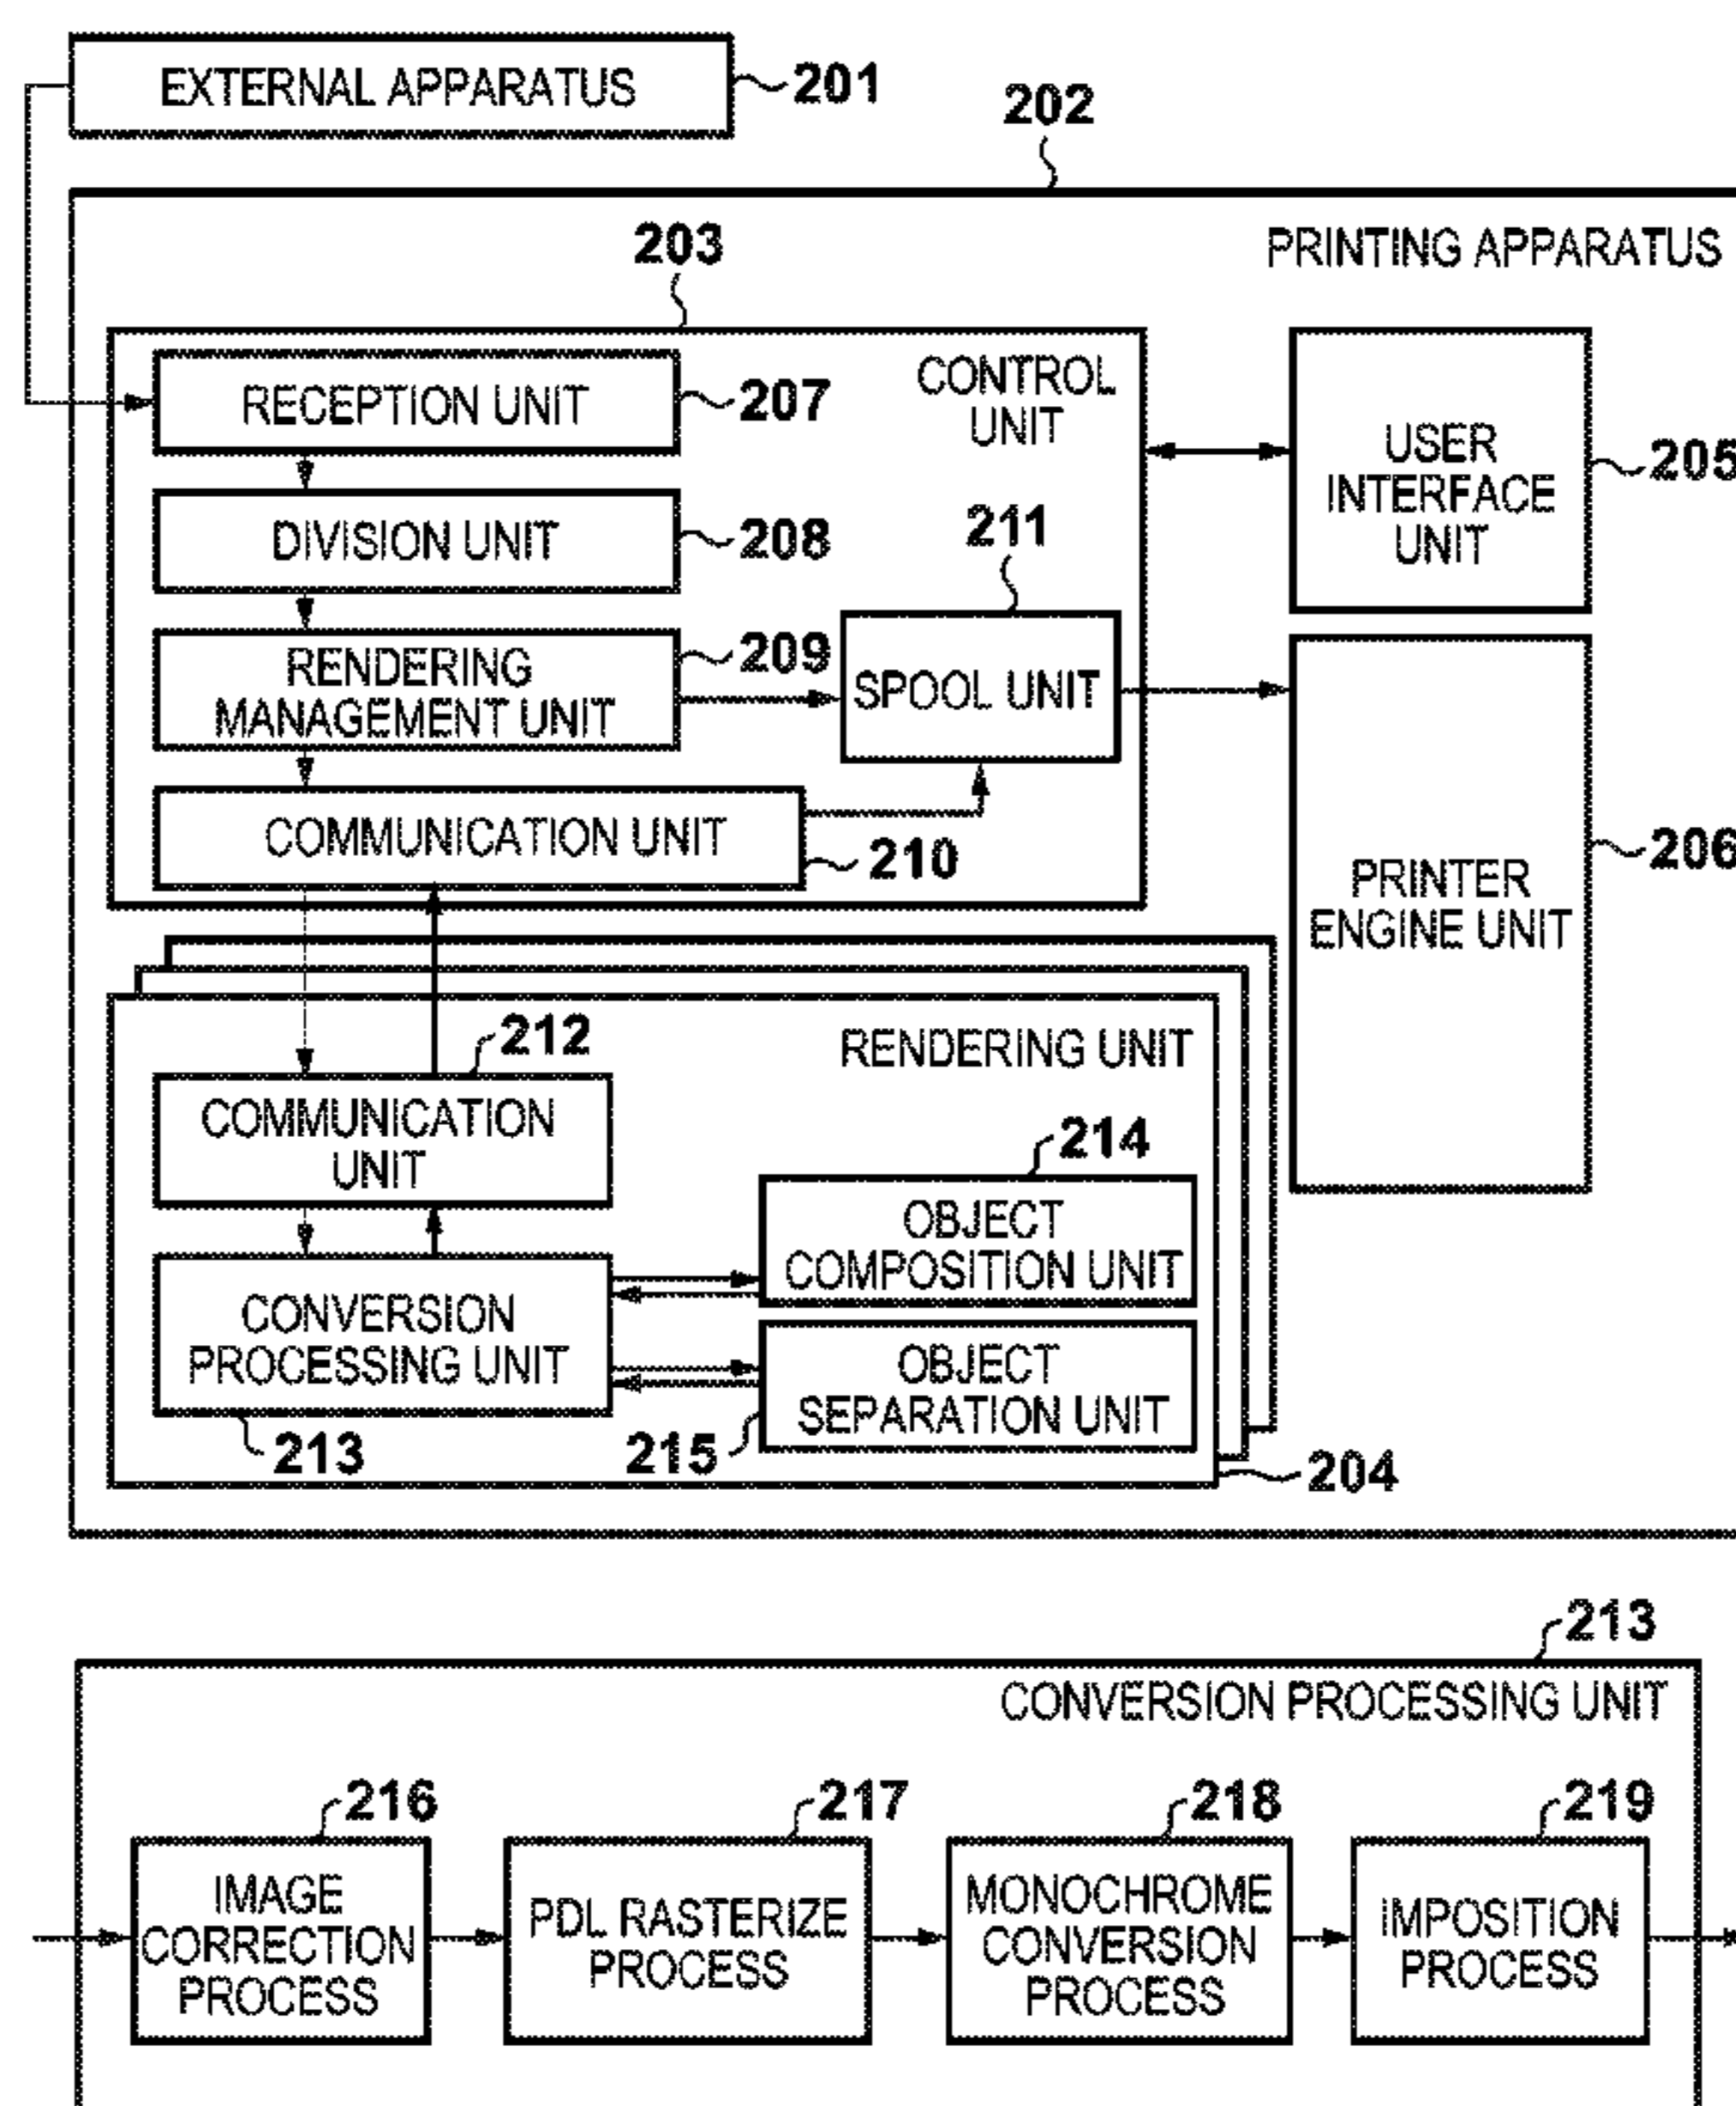 EXTERNAL APPARATUS
201
202
PRINTING APPARATUS
203
CONTROL
UNIT
RECEPTION UNIT
207
USER
INTERFACE
UNIT
205
DIVISION UNIT
208
211
RENDERING
MANAGEMENT UNIT
209
SPOOL UNIT
COMMUNICATION UNIT
210
PRINTER
ENGINE UNIT
206
RENDERING UNIT
212
COMMUNICATION
UNIT
214
OBJECT
COMPOSITION UNIT
CONVERSION
PROCESSING UNIT
213
OBJECT
SEPARATION UNIT
215
204
213
CONVERSION PROCESSING UNIT
216
217
218
219
IMAGE
CORRECTION
PROCESS
PDL RASTERIZE
PROCESS
MONOCHROME
CONVERSION
PROCESS
IMPOSITION
PROCESS